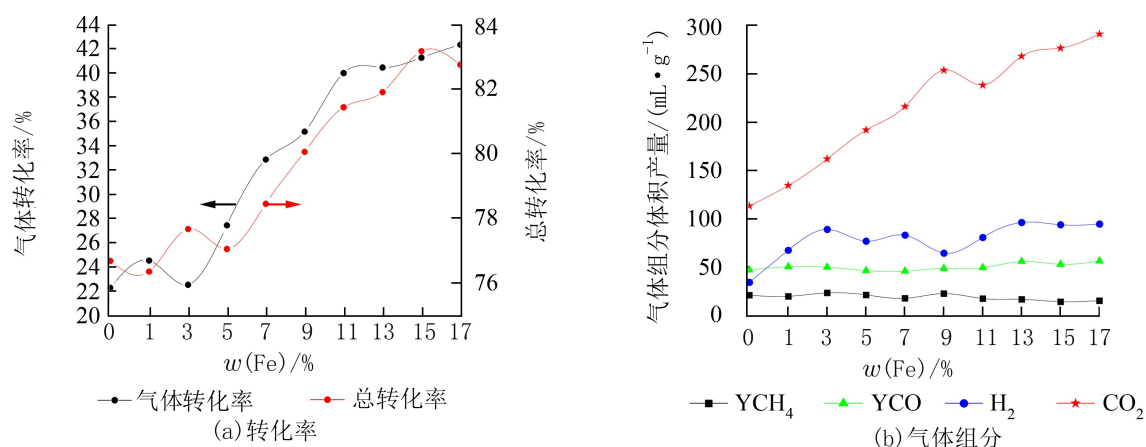 44
42
40
38
36
34
32
30
28
26
24
22
20
气体转化率/%
84
82
80
78
76
总转化率/%
0 1 3 5 7 9 11 13 15 17
w(Fe)/%
气体转化率 总转化率
(a)转化率
300
250
200
150
100
50
0
气体组分体积产量/(mL•g⁻¹)
0 1 3 5 7 9 11 13 15 17
w(Fe)/%
YCH₄ YCO H₂ CO₂
(b)气体组分